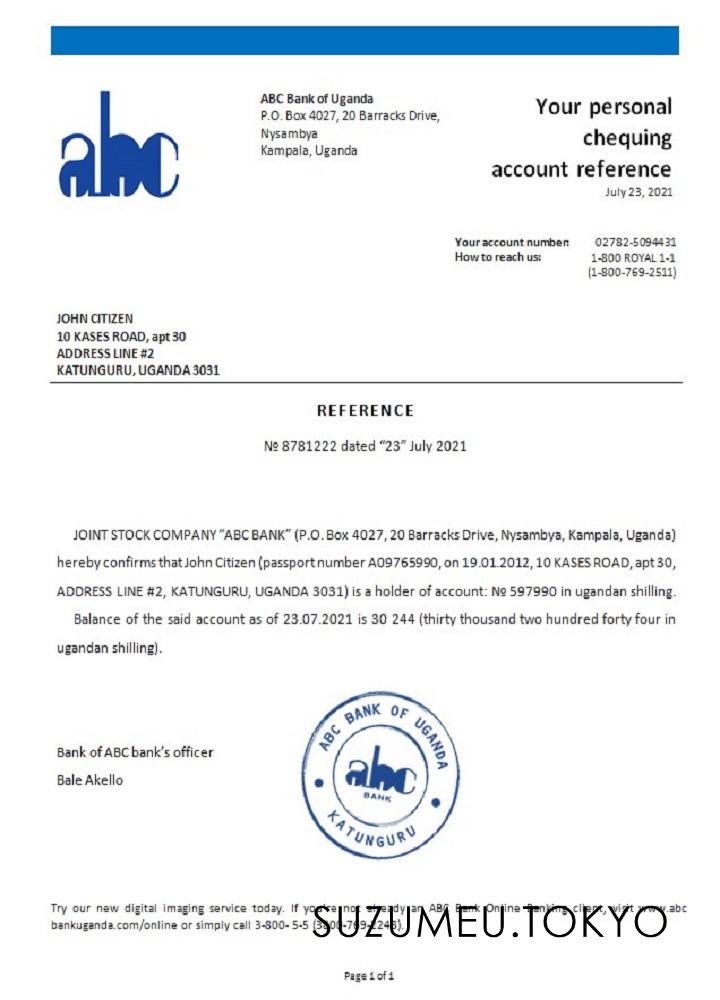 abc
ABC Bank of Uganda
P.O. Box 4027, 20 Barracks Drive,
Nysambya
Kampala, Uganda
Your personal
chequing
account reference
July 23, 2021
Your account number: 02782-5094431
How to reach us: 1-800 ROYAL 1-1
(1-800-769-2511)
JOHN CITIZEN
10 KASES ROAD, apt 30
ADDRESS LINE #2
KATUNGURU, UGANDA 3031
REFERENCE
№ 8781222 dated “23” July 2021
JOINT STOCK COMPANY “ABC BANK” (P.O. Box 4027, 20 Barracks Drive, Nysambya, Kampala, Uganda)
hereby confirms that John Citizen (passport number A09765990, on 19.01.2012, 10 KASES ROAD, apt 30,
ADDRESS LINE #2, KATUNGURU, UGANDA 3031) is a holder of account: № 597990 in ugandan shilling.
Balance of the said account as of 23.07.2021 is 30 244 (thirty thousand two hundred forty four in
ugandan shilling).
Bank of ABC bank’s officer
Bale Akello
ABC BANK OF UGANDA
abc
BANK
KATUNGURU
Try our new digital imaging service today. If you’re not already an ABC Bank Online Banking client, visit www.abc
bankuganda.com/online or simply call 3-800- 5-5 (3800-769-2248).
SUZUMEU.TOKYO
Page 1 of 1